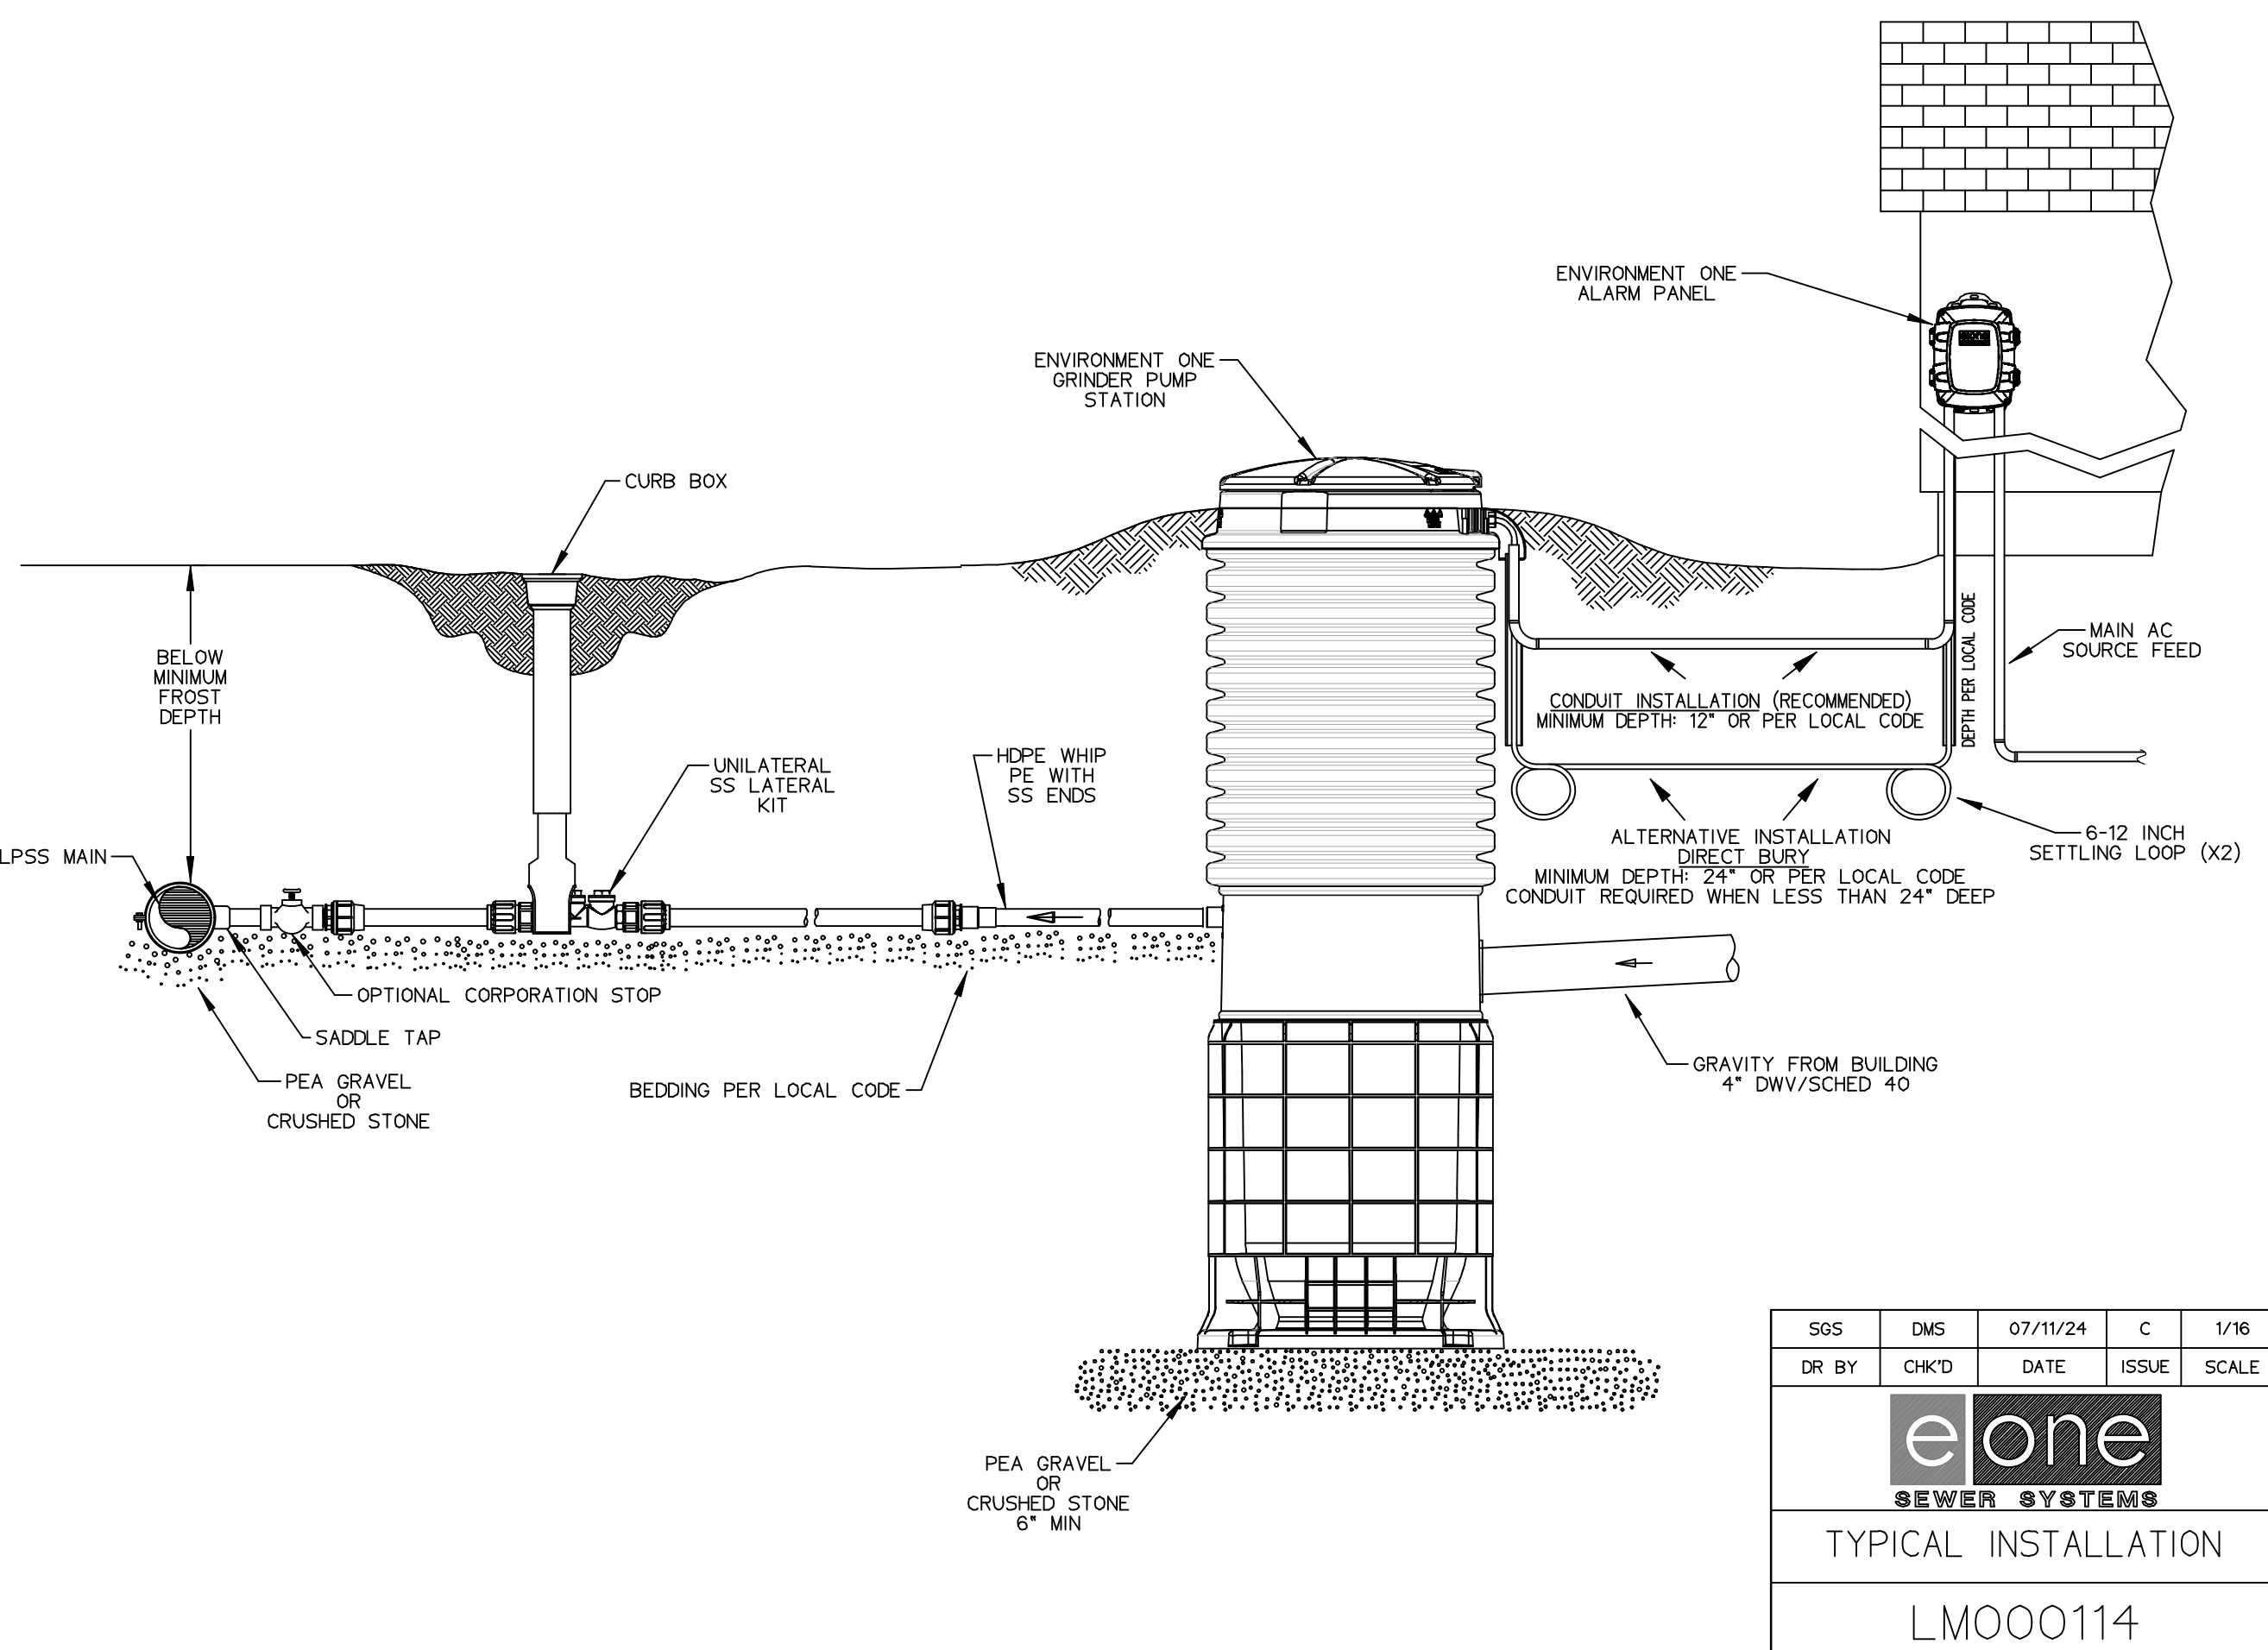 ENVIRONMENT ONE
ALARM PANEL
ENVIRONMENT ONE
GRINDER PUMP
STATION
CURB BOX
BELOW
MINIMUM
FROST
DEPTH
DEPTH PER LOCAL CODE
MAIN AC
SOURCE FEED
CONDUIT INSTALLATION (RECOMMENDED)
MINIMUM DEPTH: 12" OR PER LOCAL CODE
UNILATERAL
SS LATERAL
KIT
HDPE WHIP
PE WITH
SS ENDS
ALTERNATIVE INSTALLATION
DIRECT BURY
MINIMUM DEPTH: 24" OR PER LOCAL CODE
CONDUIT REQUIRED WHEN LESS THAN 24" DEEP
6-12 INCH
SETTLING LOOP (X2)
LPSS MAIN
OPTIONAL CORPORATION STOP
SADDLE TAP
PEA GRAVEL
OR
CRUSHED STONE
BEDDING PER LOCAL CODE
GRAVITY FROM BUILDING
4" DWV/SCHED 40
PEA GRAVEL
OR
CRUSHED STONE
6" MIN
SGS DMS 07/11/24 C 1/16
DR BY CHK'D DATE ISSUE SCALE
e one
SEWER SYSTEMS
TYPICAL INSTALLATION
LM000114